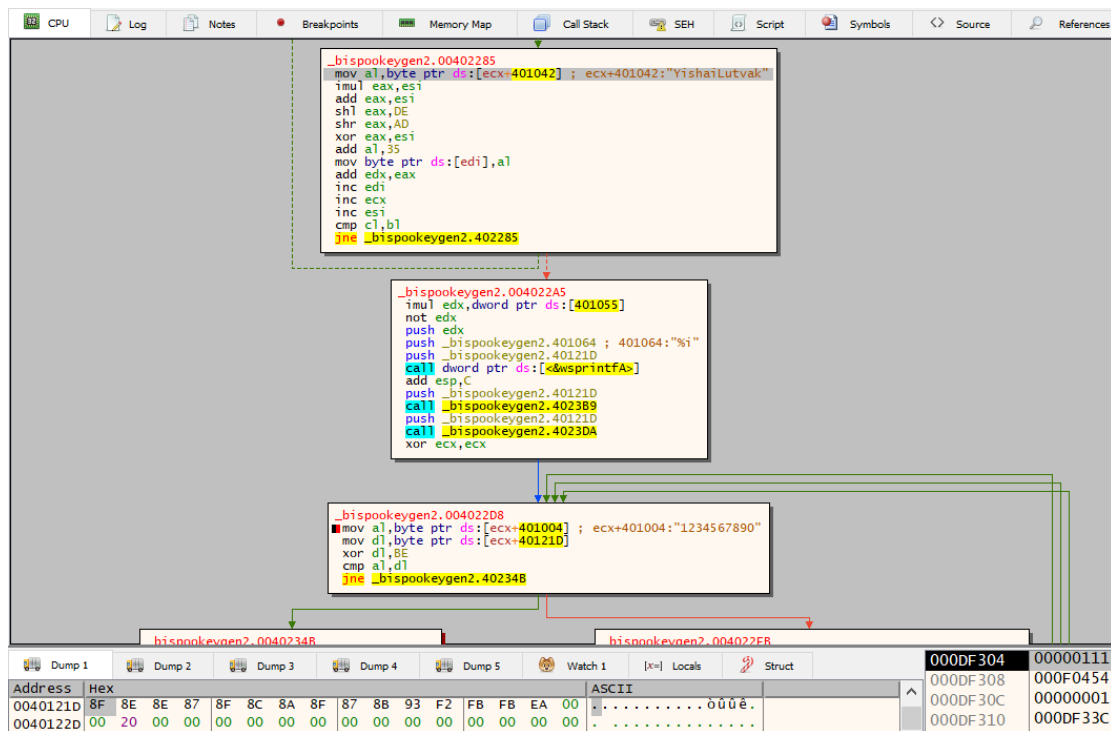 CPU Log Notes Breakpoints Memory Map Call Stack SEH Script Symbols Source References
_bispookeygen2.00402285
mov al,byte ptr ds:[ecx+401042] ; ecx+401042:"YishaiLutvak"
imul eax,esi
add eax,esi
shl eax,DE
shr eax,AD
xor eax,esi
add al,35
mov byte ptr ds:[edi],al
add edx,eax
inc edi
inc ecx
inc esi
cmp cl,bl
jne _bispookeygen2.402285
_bispookeygen2.004022A5
imul edx,dword ptr ds:[401055]
not edx
push edx
push _bispookeygen2.401064 ; 401064:"%i"
push _bispookeygen2.40121D
call dword ptr ds:[<&wsprintfA>]
add esp,C
push _bispookeygen2.40121D
call _bispookeygen2.4023B9
push _bispookeygen2.40121D
call _bispookeygen2.4023DA
xor ecx,ecx
_bispookeygen2.004022D8
mov al,byte ptr ds:[ecx+401004] ; ecx+401004:"1234567890"
mov dl,byte ptr ds:[ecx+40121D]
xor dl,BE
cmp al,dl
jne _bispookeygen2.40234B
bispookeygen2.0040234B bispookeygen2.004022EB
Dump 1 Dump 2 Dump 3 Dump 4 Dump 5 Watch 1 [x=] Locals Struct
Address Hex ASCII
0040121D 8F 8E 8E 87 8F 8C 8A 8F 87 8B 93 F2 FB FB EA 00 ...........òûûê.
0040122D 00 20 00 00 00 00 00 00 00 00 00 00 00 00 00 00 . ..............
000DF304 00000111
000DF308 000F0454
000DF30C 00000001
000DF310 000DF33C